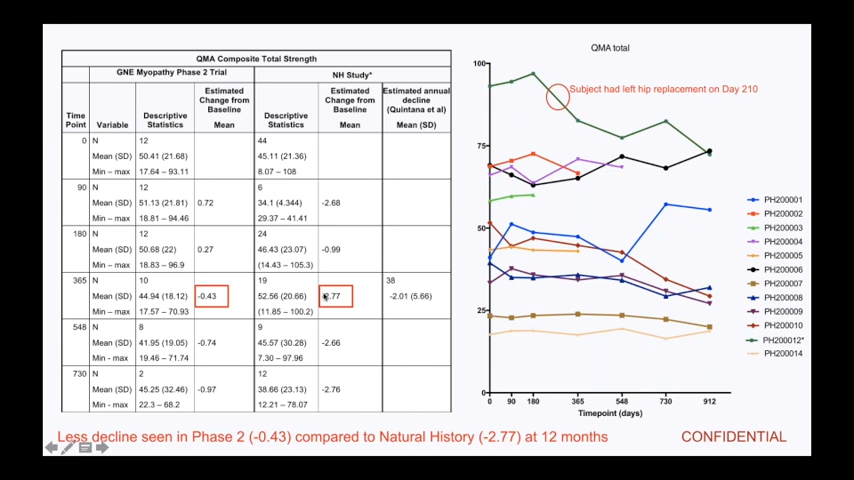 QMA Composite Total Strength
GNE Myopathy Phase 2 Trial NH Study*
Time Point Variable Descriptive Statistics Estimated Change from Baseline Mean Descriptive Statistics Estimated Change from Baseline Mean Estimated annual decline (Quintana et al) Mean (SD)
0 N 12 44
Mean (SD) 50.41 (21.68) 45.11 (21.36)
Min – max 17.64 – 93.11 8.07 - 108
90 N 12 6
Mean (SD) 51.13 (21.81) 0.72 34.1 (4.344) -2.68
Min – max 18.81 – 94.46 29.37 – 41.41
180 N 12 24
Mean (SD) 50.68 (22) 0.27 46.43 (23.07) -0.99
Min – max 18.83 – 96.9 (14.43 – 105.3)
365 N 10 19 38
Mean (SD) 44.94 (18.12) -0.43 52.56 (20.66) 2.77 -2.01 (5.66)
Min – max 17.57 – 70.93 (11.85 – 100.2)
548 N 8 9
Mean (SD) 41.95 (19.05) -0.74 45.57 (30.28) -2.66
Min - max 19.46 – 71.74 7.30 – 97.96
730 N 2 12
Mean (SD) 45.25 (32.46) -0.97 38.66 (23.13) -2.76
Min - max 22.3 – 68.2 12.21 – 78.07
QMA total
100
75
50
25
0
Subject had left hip replacement on Day 210
0 90 180 365 548 730 912
Timepoint (days)
PH200001
PH200002
PH200003
PH200004
PH200005
PH200006
PH200007
PH200008
PH200009
PH200010
PH200012*
PH200014
Less decline seen in Phase 2 (-0.43) compared to Natural History (-2.77) at 12 months
CONFIDENTIAL